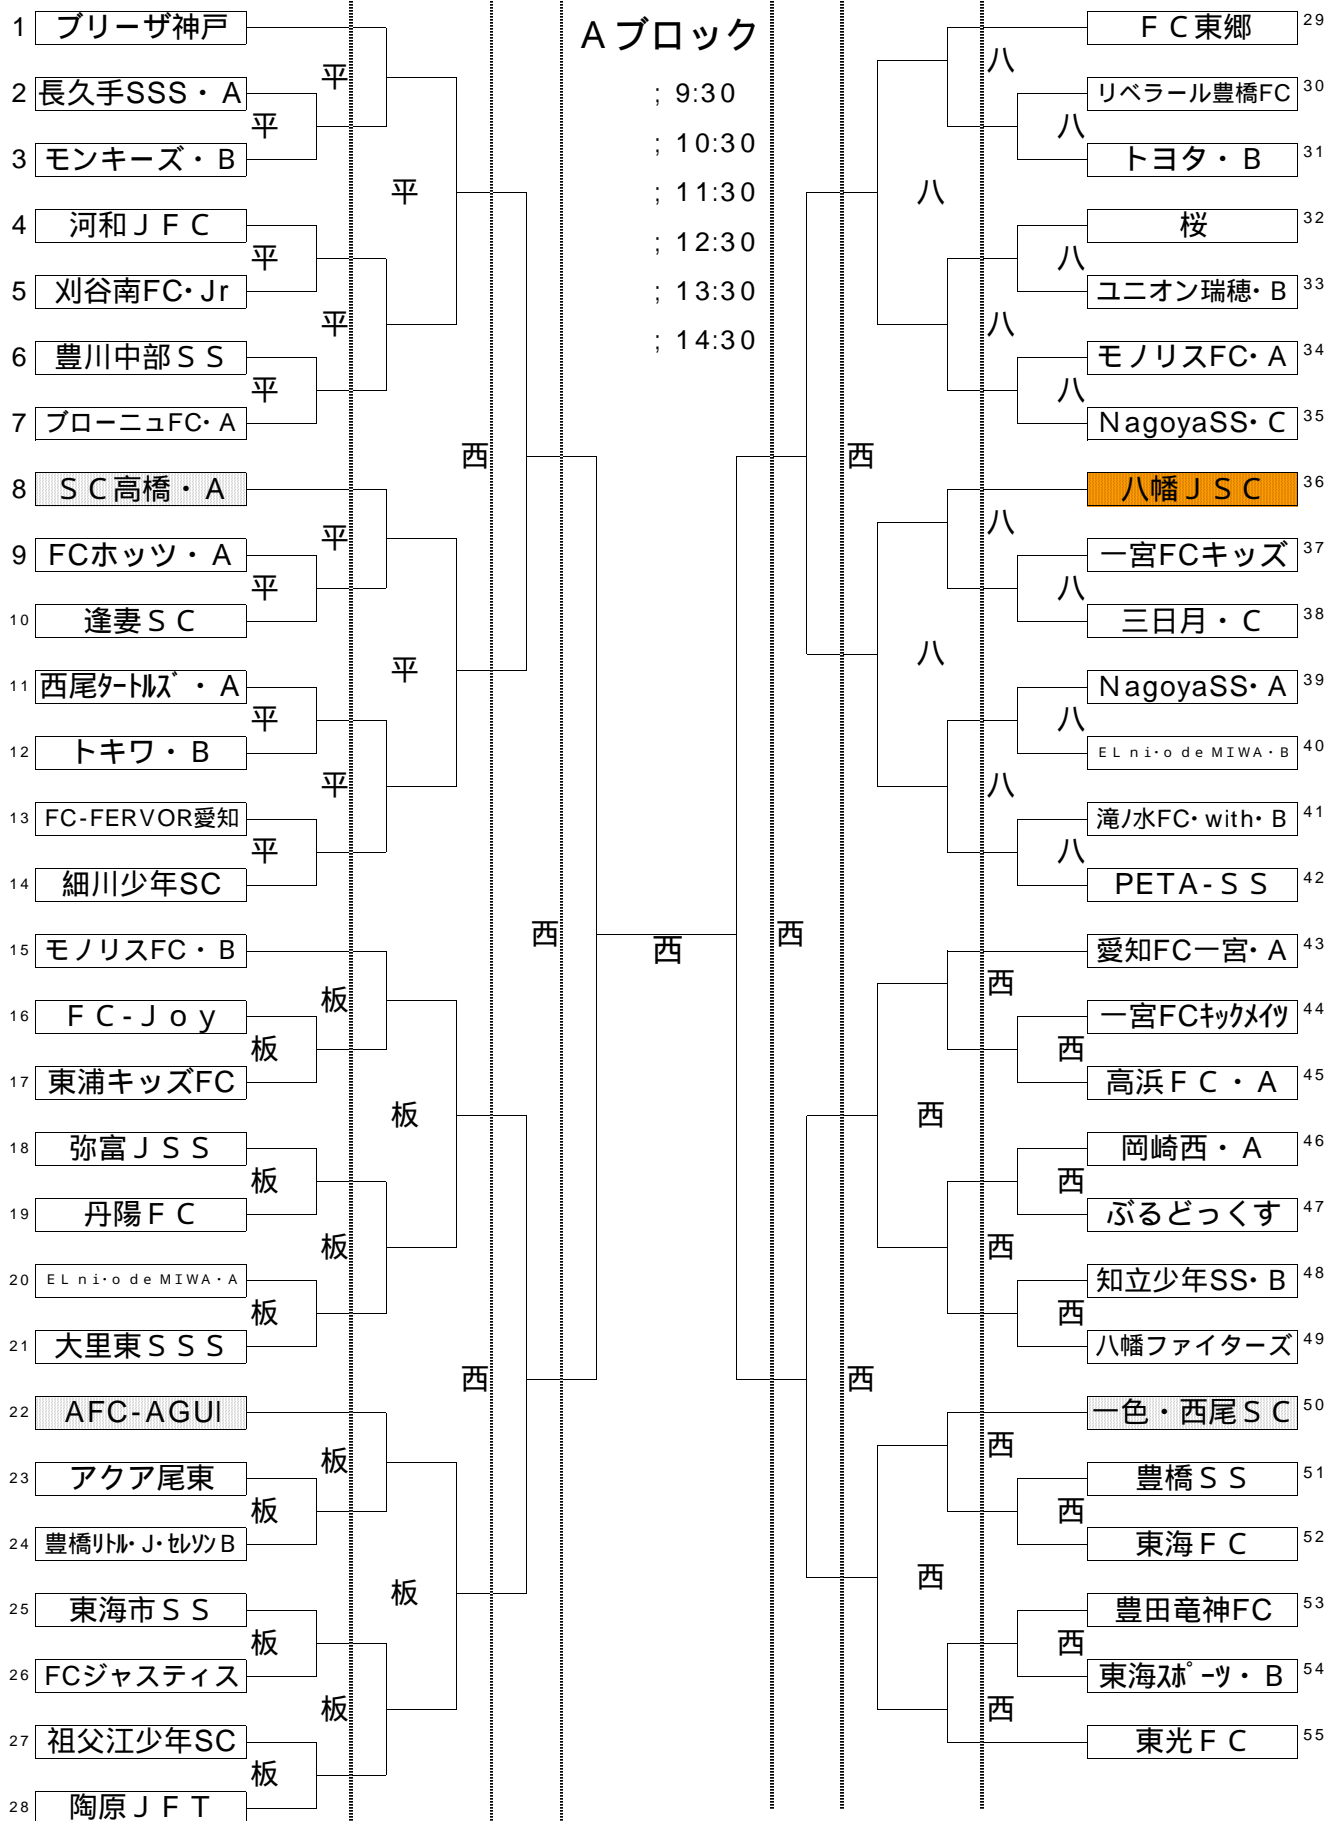 Aブロック
; 9:30
; 10:30
; 11:30
; 12:30
; 13:30
; 14:30
1 ブリーザ神戸
平
2 長久手SSS・A
平
3 モンキーズ・B
平
4 河和ＪＦＣ
平
5 刈谷南FC・Jr
平
6 豊川中部ＳＳ
平
7 ブローニュFC・A
西
8 ＳＣ高橋・A
平
9 FCホッツ・A
平
10 逢妻ＳＣ
平
11 西尾ﾀｰﾄﾙｽﾞ・A
平
12 トキワ・B
平
13 FC-FERVOR愛知
平
14 細川少年SC
西
15 モノリスFC・B
板
16 ＦＣ-Ｊｏｙ
板
17 東浦キッズFC
板
18 弥富ＪＳＳ
板
19 丹陽ＦＣ
板
20 EL ni・o de MIWA・A
板
21 大里東ＳＳＳ
西
22 AFC-AGUI
板
23 アクア尾東
板
24 豊橋ﾘﾄﾙ・J・ｾﾚｿﾝB
板
25 東海市ＳＳ
板
26 FCジャスティス
板
27 祖父江少年SC
板
28 陶原ＪＦＴ
西
ＦＣ東郷 29
八
リベラール豊橋FC 30
八
トヨタ・B 31
八
桜 32
八
ユニオン瑞穂・B 33
八
モノリスFC・A 34
八
NagoyaSS・C 35
西
八幡ＪＳＣ 36
八
一宮FCキッズ 37
八
三日月・C 38
八
NagoyaSS・A 39
八
EL ni・o de MIWA・B 40
八
滝ﾉ水FC・with・B 41
八
PETA-ＳＳ 42
西
愛知FC一宮・A 43
西
一宮FCｷｯｸﾒｲﾂ 44
西
高浜ＦＣ・A 45
西
岡崎西・A 46
西
ぶるどっくす 47
西
知立少年SS・B 48
西
八幡ファイターズ 49
西
一色・西尾ＳＣ 50
西
豊橋ＳＳ 51
西
東海ＦＣ 52
西
豊田竜神FC 53
西
東海ｽﾎﾟｰﾂ・B 54
西
東光ＦＣ 55